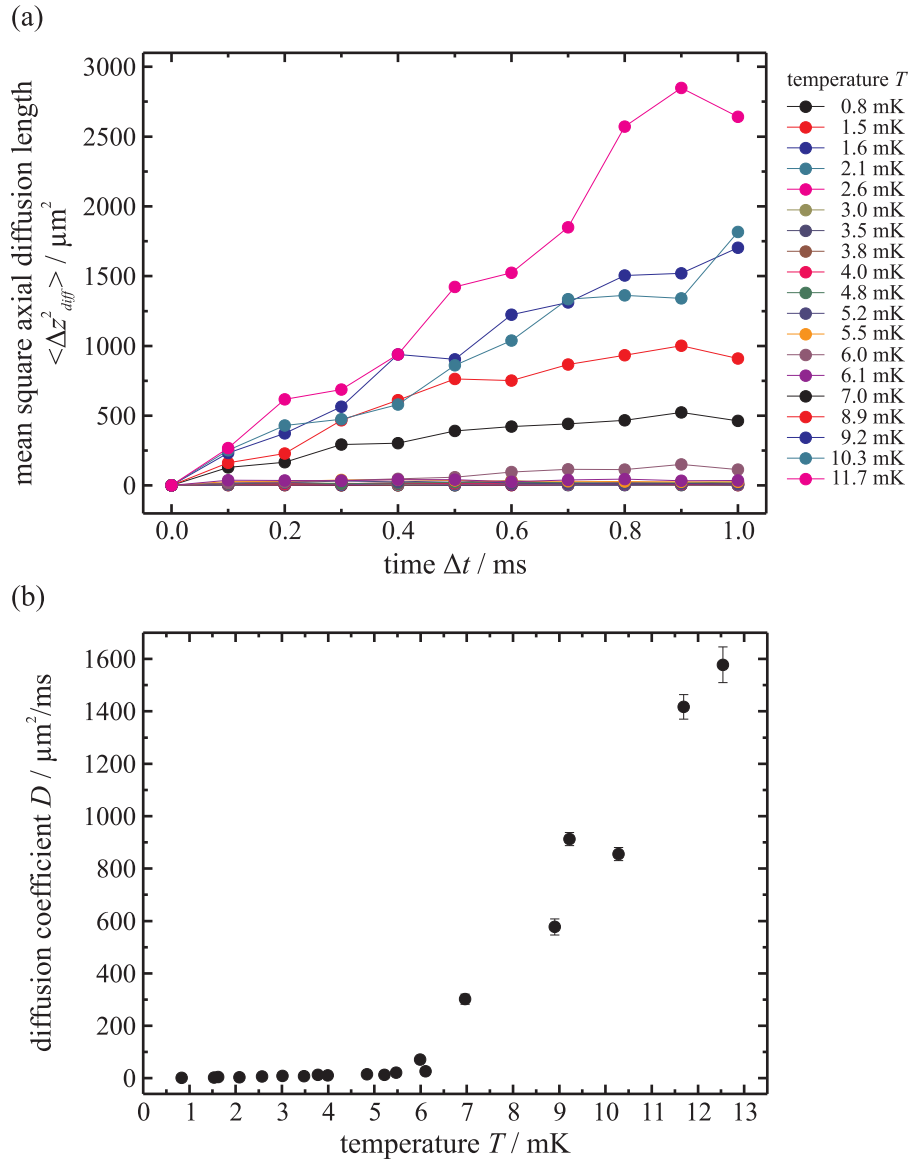 (a)
3000
2500
2000
1500
1000
500
0
mean square axial diffusion length
<Δz²diff> / μm²
0.0 0.2 0.4 0.6 0.8 1.0
time Δt / ms
temperature T
0.8 mK
1.5 mK
1.6 mK
2.1 mK
2.6 mK
3.0 mK
3.5 mK
3.8 mK
4.0 mK
4.8 mK
5.2 mK
5.5 mK
6.0 mK
6.1 mK
7.0 mK
8.9 mK
9.2 mK
10.3 mK
11.7 mK
(b)
1600
1400
1200
1000
800
600
400
200
0
diffusion coefficient D / μm²/ms
0 1 2 3 4 5 6 7 8 9 10 11 12 13
temperature T / mK